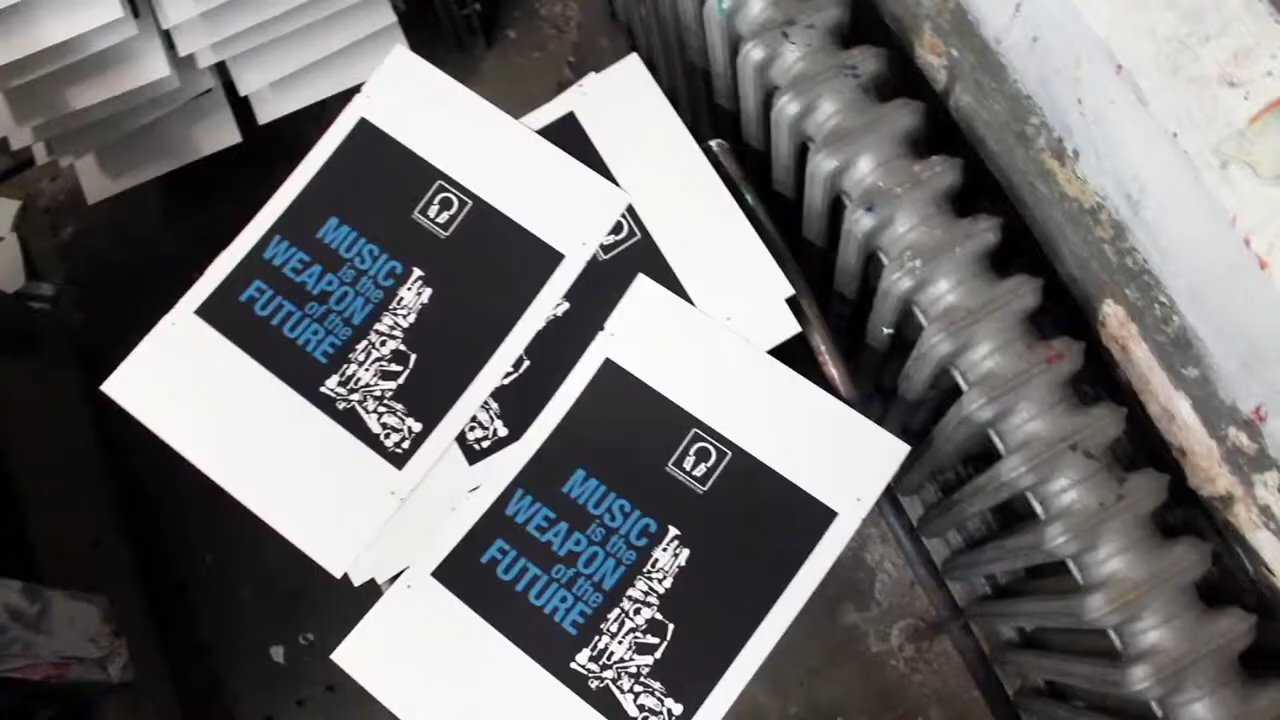 MUSIC
is the
WEAPON
of the
FUTURE
MUSIC
is the
WEAPON
of the
FUTURE